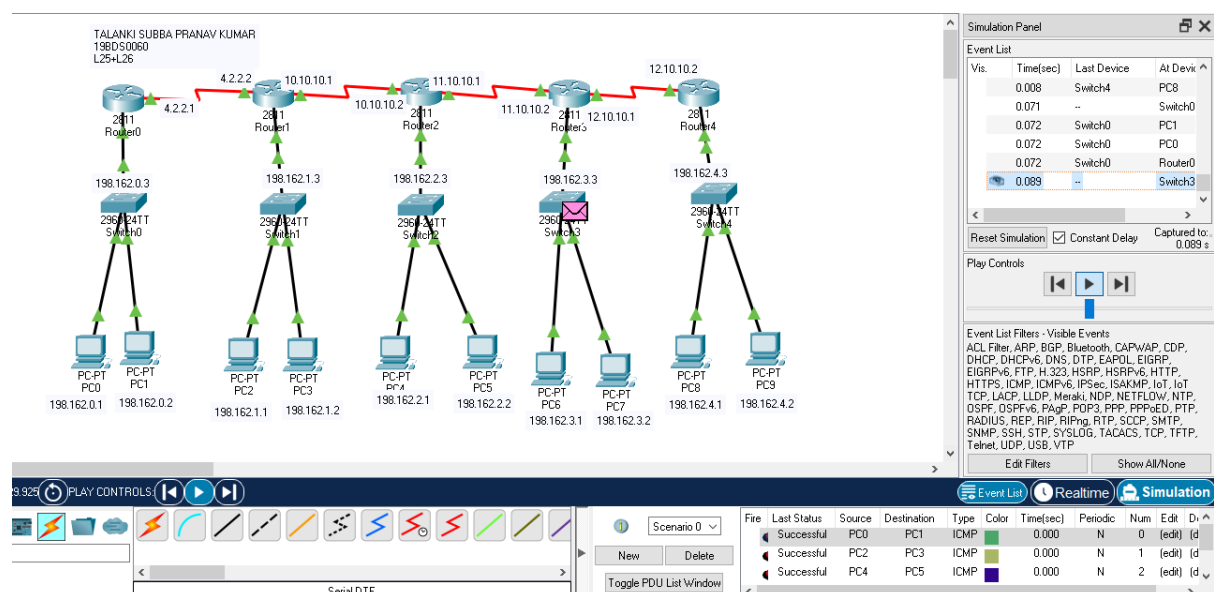 TALANKI SUBBA PRANAV KUMAR
19BDS0060
L25+L26
4.2.2.1
4.2.2.2
10.10.10.1
10.10.10.2
11.10.10.1
11.10.10.2
12.10.10.1
12.10.10.2
2811
Router0
2811
Router1
2811
Router2
2811
Router3
2811
Router4
198.162.0.3
198.162.1.3
198.162.2.3
198.162.3.3
198.162.4.3
2960-24TT
Switch0
2960-24TT
Switch1
2960-24TT
Switch2
Switch3
2960-24TT
Switch4
PC-PT
PC0
PC-PT
PC1
PC-PT
PC2
PC-PT
PC3
PC-PT
PC4
PC-PT
PC5
PC-PT
PC6
PC-PT
PC7
PC-PT
PC8
PC-PT
PC9
198.162.0.1
198.162.0.2
198.162.1.1
198.162.1.2
198.162.2.1
198.162.2.2
198.162.3.1
198.162.3.2
198.162.4.1
198.162.4.2
Simulation Panel
Event List
Vis. Time(sec) Last Device At Devic
0.008 Switch4 PC8
0.071 -- Switch0
0.072 Switch0 PC1
0.072 Switch0 PC0
0.072 Switch0 Router0
0.089 -- Switch3
Reset Simulation Constant Delay Captured to:
0.089 s
Play Controls
Event List Filters - Visible Events
ACL Filter, ARP, BGP, Bluetooth, CAPWAP, CDP,
DHCP, DHCPv6, DNS, DTP, EAPOL, EIGRP,
EIGRPv6, FTP, H.323, HSRP, HSRPv6, HTTP,
HTTPS, ICMP, ICMPv6, IPSec, ISAKMP, IoT, IoT
TCP, LACP, LLDP, Meraki, NDP, NETFLOW, NTP,
OSPF, OSPFv6, PAgP, POP3, PPP, PPPoED, PTP,
RADIUS, REP, RIP, RIPng, RTP, SCCP, SMTP,
SNMP, SSH, STP, SYSLOG, TACACS, TCP, TFTP,
Telnet, UDP, USB, VTP
Edit Filters Show All/None
9.925 PLAY CONTROLS:
Event List Realtime Simulation
Scenario 0
New Delete
Toggle PDU List Window
Fire Last Status Source Destination Type Color Time(sec) Periodic Num Edit
Successful PC0 PC1 ICMP 0.000 N 0 (edit) (d
Successful PC2 PC3 ICMP 0.000 N 1 (edit) (d
Successful PC4 PC5 ICMP 0.000 N 2 (edit) (d
Serial DTE